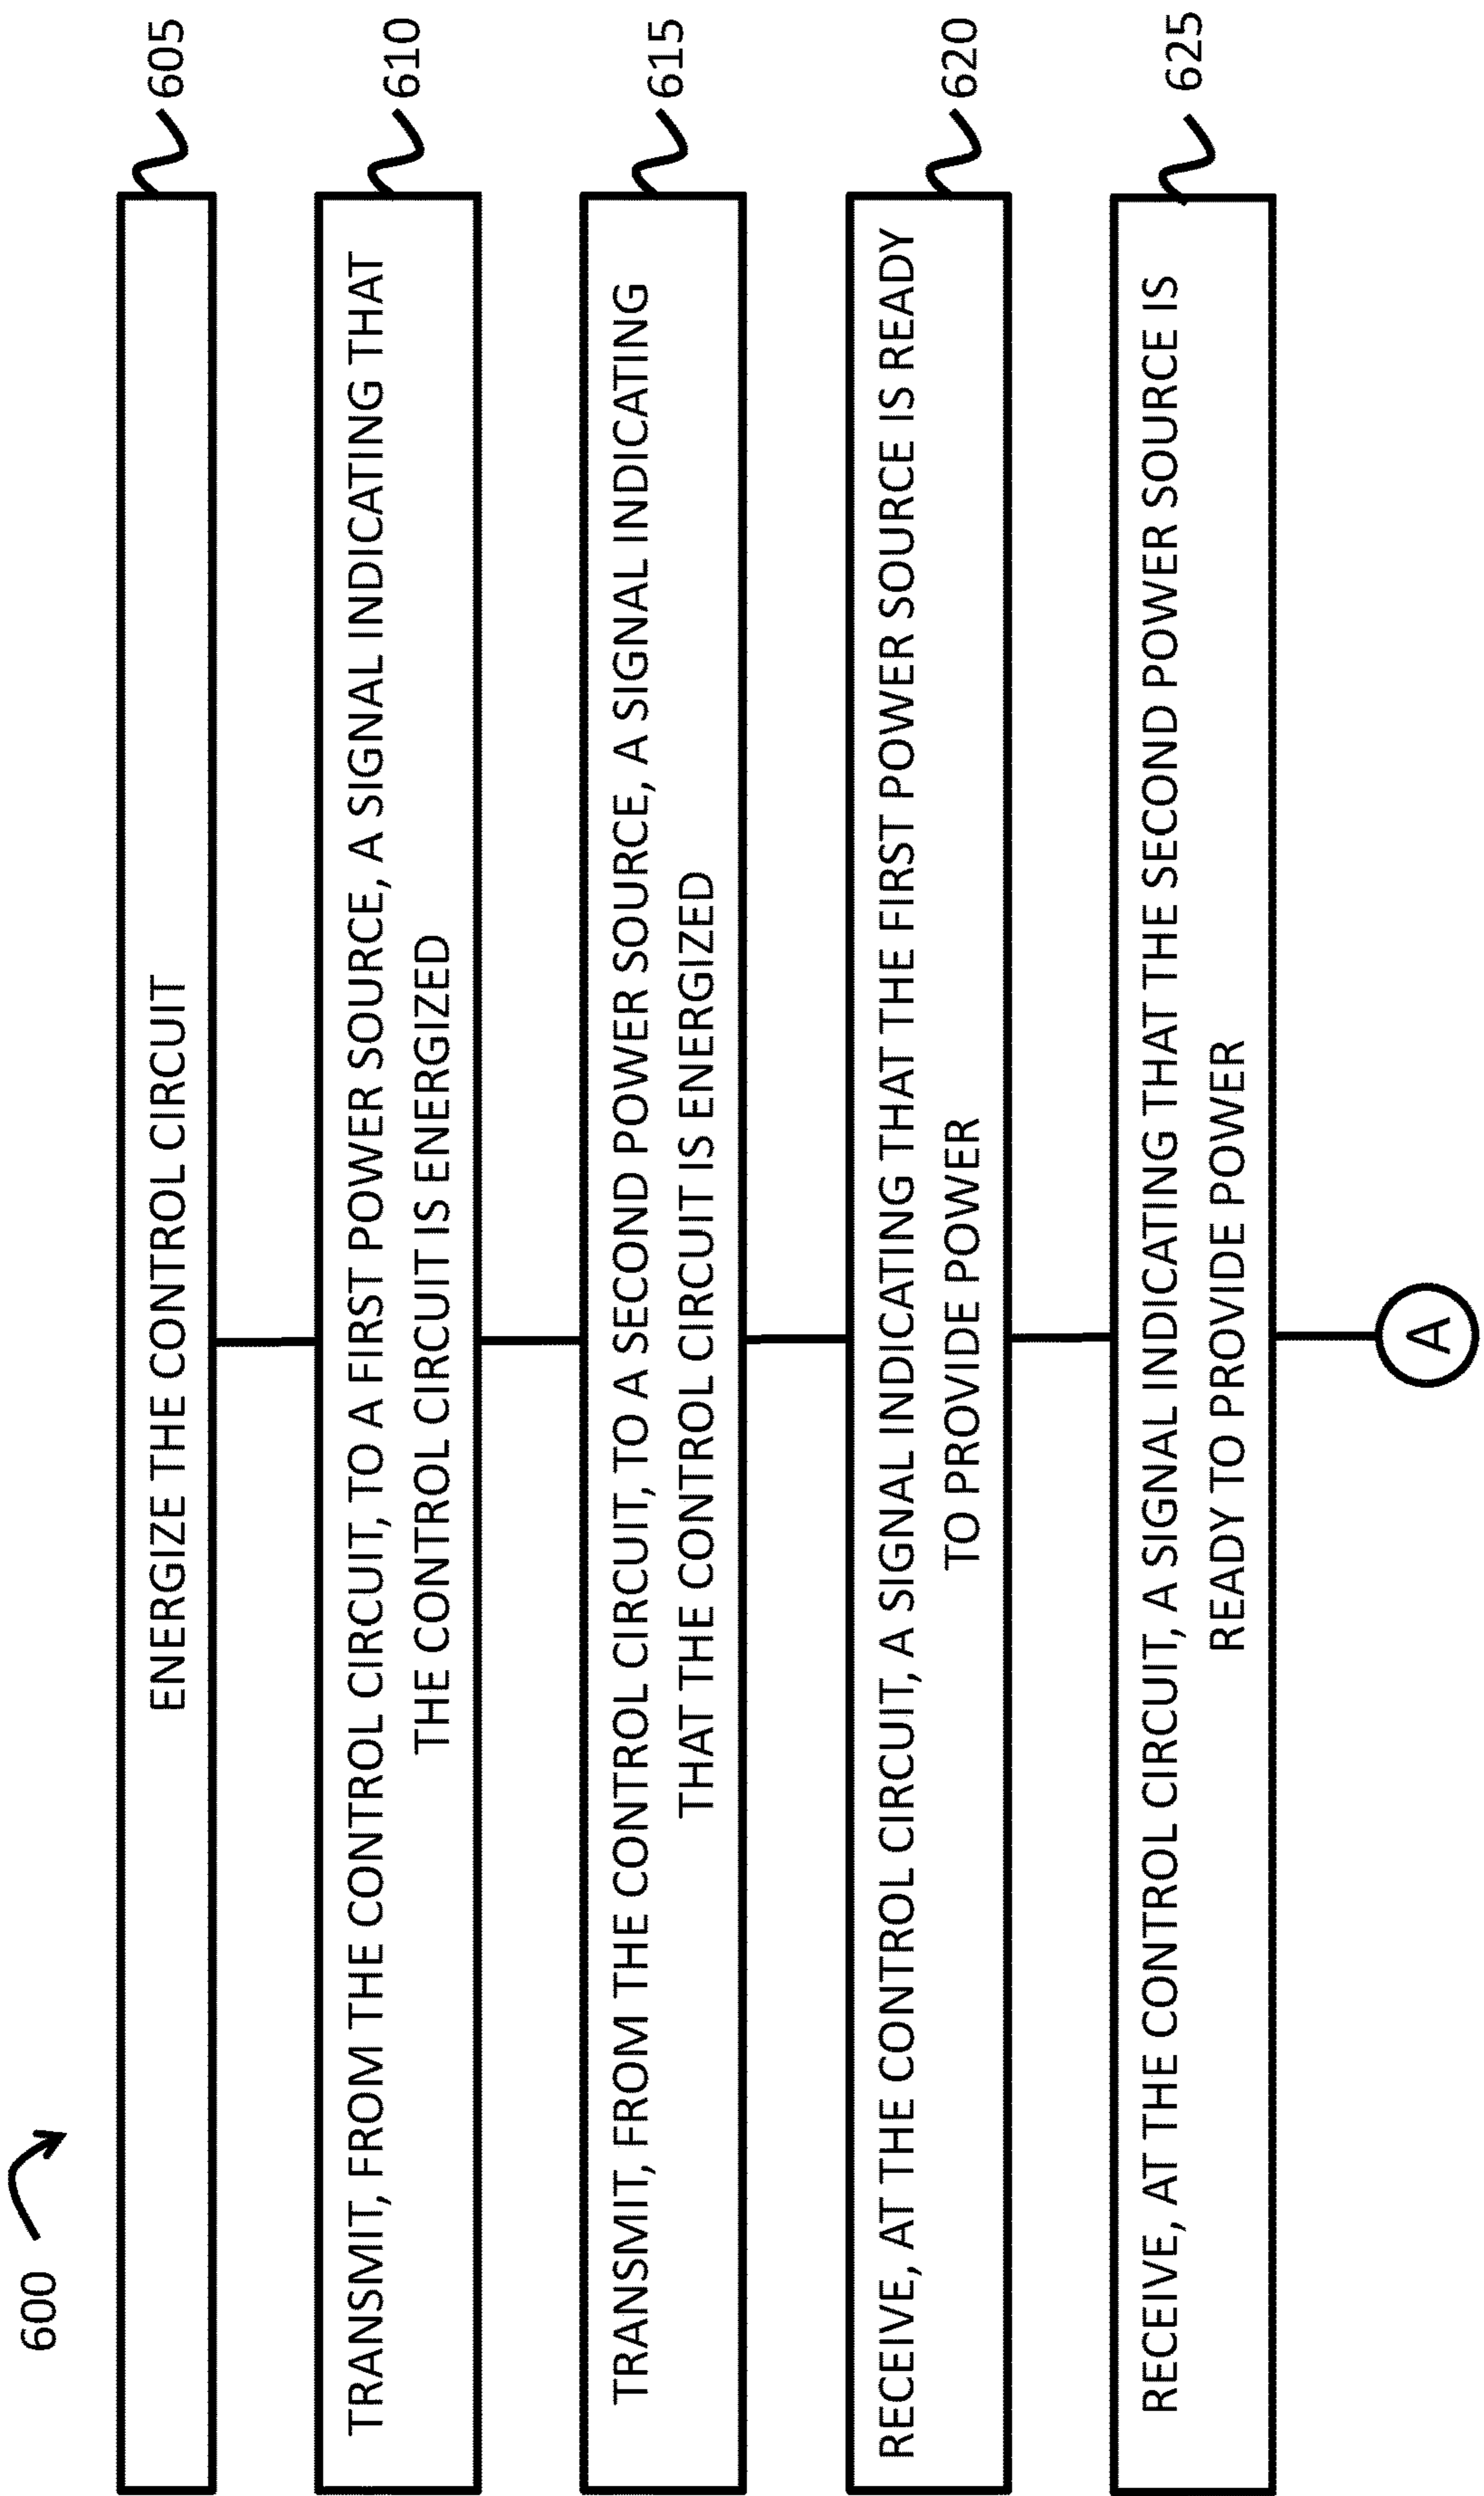 600
ENERGIZE THE CONTROL CIRCUIT
605
TRANSMIT, FROM THE CONTROL CIRCUIT, TO A FIRST POWER SOURCE, A SIGNAL INDICATING THAT
THE CONTROL CIRCUIT IS ENERGIZED
610
TRANSMIT, FROM THE CONTROL CIRCUIT, TO A SECOND POWER SOURCE, A SIGNAL INDICATING
THAT THE CONTROL CIRCUIT IS ENERGIZED
615
RECEIVE, AT THE CONTROL CIRCUIT, A SIGNAL INDICATING THAT THE FIRST POWER SOURCE IS READY
TO PROVIDE POWER
620
RECEIVE, AT THE CONTROL CIRCUIT, A SIGNAL INDICATING THAT THE SECOND POWER SOURCE IS
READY TO PROVIDE POWER
625
A